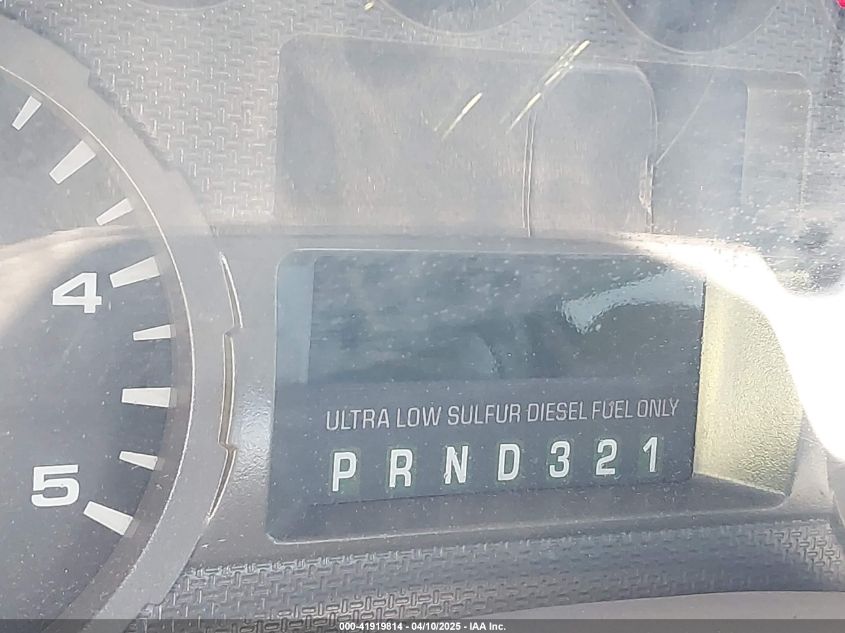 4
5
ULTRA LOW SULFUR DIESEL FUEL ONLY
P R N D 3 2 1
000-41919814 - 04/10/2025 - IAA Inc.